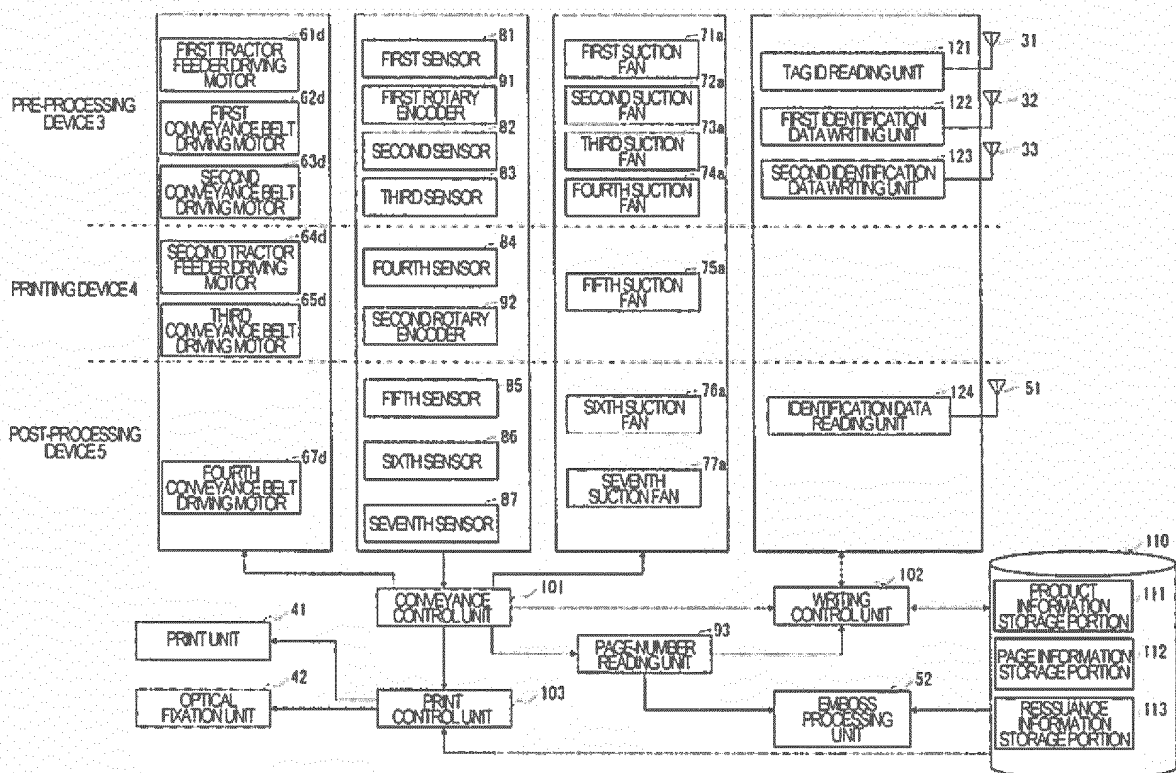 PRE-PROCESSING
DEVICE 3
PRINTING DEVICE 4
POST-PROCESSING
DEVICE 5
61d
FIRST TRACTOR
FEEDER DRIVING
MOTOR
62d
FIRST
CONVEYANCE BELT
DRIVING MOTOR
63d
SECOND
CONVEYANCE BELT
DRIVING MOTOR
64d
SECOND TRACTOR
FEEDER DRIVING
MOTOR
65d
THIRD
CONVEYANCE BELT
DRIVING MOTOR
67d
FOURTH
CONVEYANCE BELT
DRIVING MOTOR
81
FIRST SENSOR
91
FIRST ROTARY
ENCODER
82
SECOND SENSOR
83
THIRD SENSOR
84
FOURTH SENSOR
92
SECOND ROTARY
ENCODER
85
FIFTH SENSOR
86
SIXTH SENSOR
87
SEVENTH SENSOR
71a
FIRST SUCTION
FAN
72a
SECOND SUCTION
FAN
73a
THIRD SUCTION
FAN
74a
FOURTH SUCTION
FAN
75a
FIFTH SUCTION
FAN
76a
SIXTH SUCTION
FAN
77a
SEVENTH
SUCTION FAN
121
31
TAG ID READING UNIT
122
32
FIRST IDENTIFICATION
DATA WRITING UNIT
123
33
SECOND IDENTIFICATION
DATA WRITING UNIT
124
51
IDENTIFICATION DATA
READING UNIT
101
CONVEYANCE
CONTROL UNIT
102
WRITING
CONTROL UNIT
110
PRODUCT
INFORMATION
STORAGE PORTION
111
PAGE INFORMATION
STORAGE PORTION
112
REISSUANCE
INFORMATION
STORAGE PORTION
113
41
PRINT UNIT
93
PAGE-NUMBER
READING UNIT
42
OPTICAL
FIXATION UNIT
PRINT
CONTROL UNIT
103
52
EMBOSS
PROCESSING
UNIT